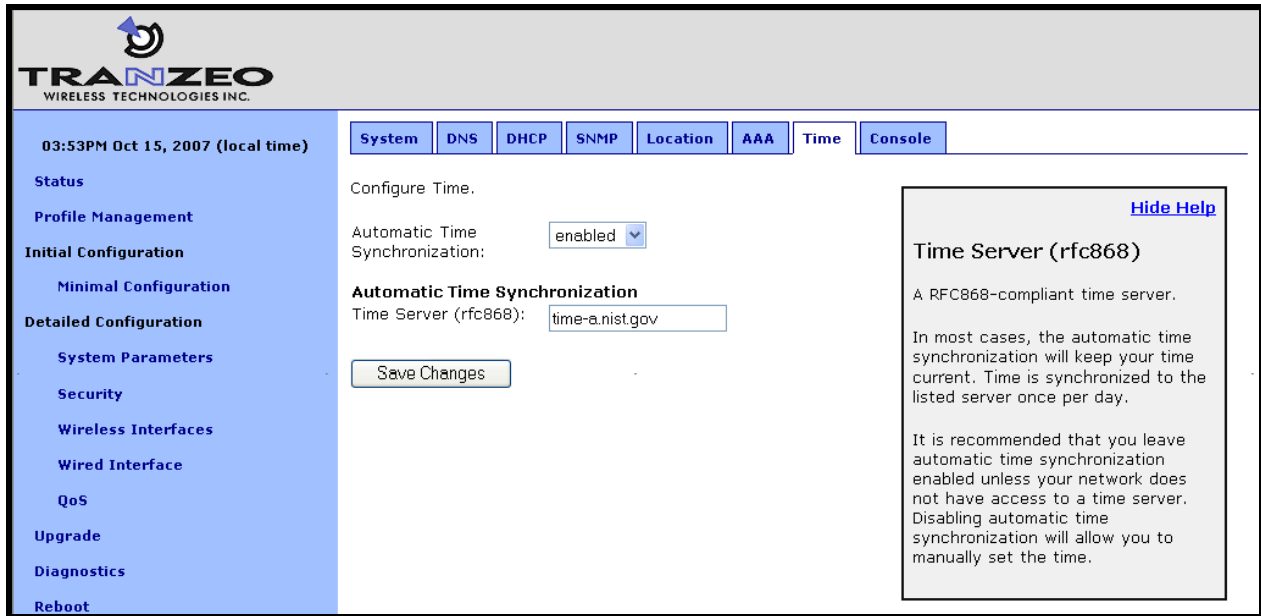 TRANZEO
WIRELESS TECHNOLOGIES INC.
03:53PM Oct 15, 2007 (local time)
Status
Profile Management
Initial Configuration
Minimal Configuration
Detailed Configuration
System Parameters
Security
Wireless Interfaces
Wired Interface
QoS
Upgrade
Diagnostics
Reboot
System DNS DHCP SNMP Location AAA Time Console
Configure Time.
Automatic Time
Synchronization:
enabled
Automatic Time Synchronization
Time Server (rfc868):
time-a.nist.gov
Save Changes
Hide Help
Time Server (rfc868)
A RFC868-compliant time server.
In most cases, the automatic time
synchronization will keep your time
current. Time is synchronized to the
listed server once per day.
It is recommended that you leave
automatic time synchronization
enabled unless your network does
not have access to a time server.
Disabling automatic time
synchronization will allow you to
manually set the time.